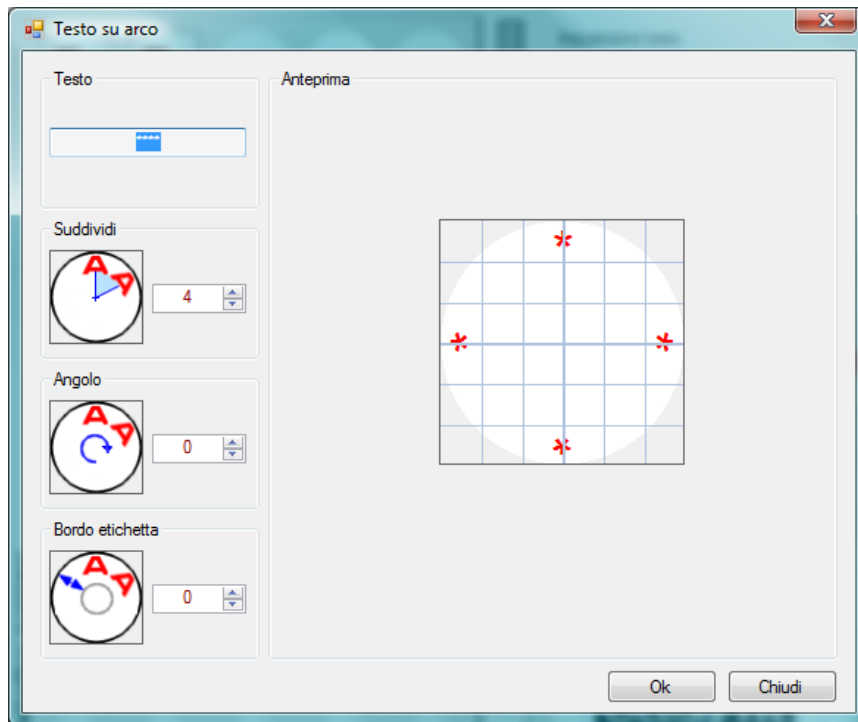 Testo su arco
Testo
****
Anteprima
Suddividi
A A
4
Angolo
A A
0
Bordo etichetta
A A
0
* * * *
Ok
Chiudi